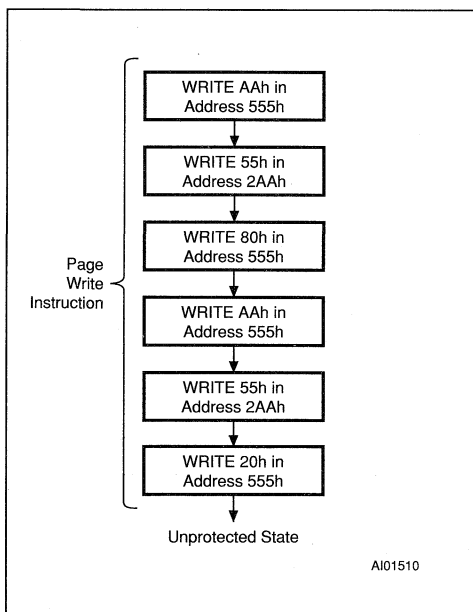 WRITE AAh in
Address 555h
WRITE 55h in
Address 2AAh
WRITE 80h in
Address 555h
Page
Write
Instruction
WRITE AAh in
Address 555h
WRITE 55h in
Address 2AAh
WRITE 20h in
Address 555h
Unprotected State
AI01510